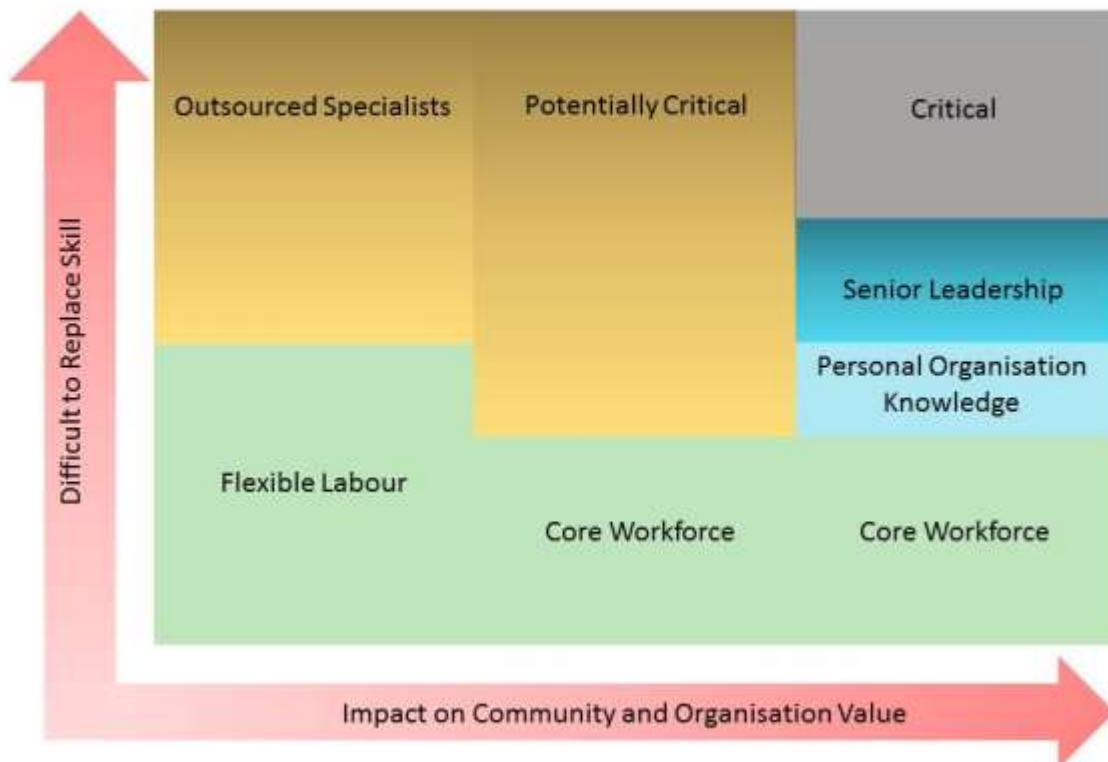 Difficult to Replace Skill
Outsourced Specialists
Potentially Critical
Critical
Senior Leadership
Personal Organisation
Knowledge
Flexible Labour
Core Workforce
Core Workforce
Impact on Community and Organisation Value